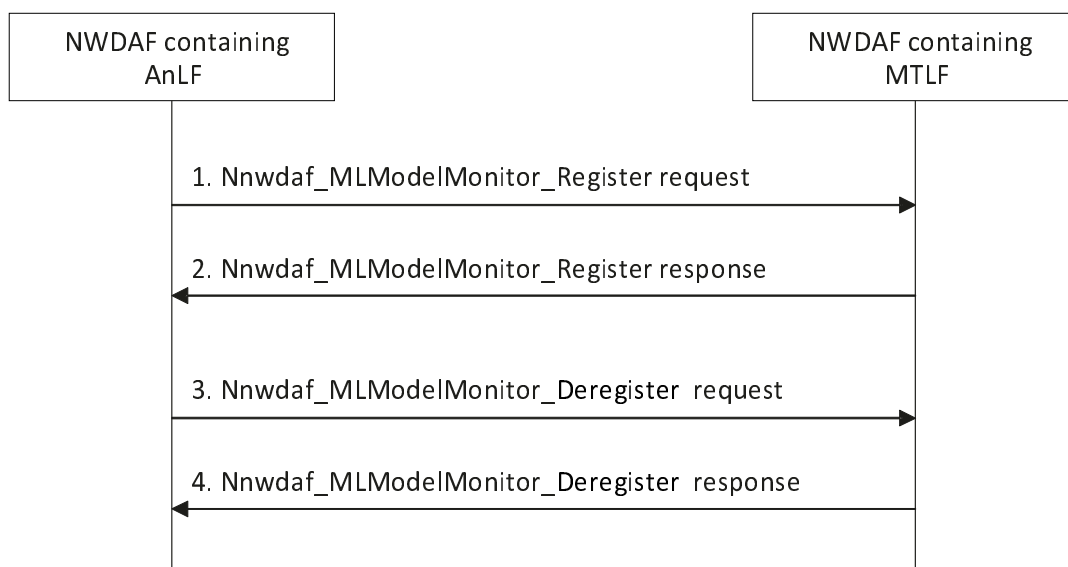 NWDAF containing
AnLF
NWDAF containing
MTLF
1. Nnwdaf_MLModelMonitor_Register request
2. Nnwdaf_MLModelMonitor_Register response
3. Nnwdaf_MLModelMonitor_Deregister request
4. Nnwdaf_MLModelMonitor_Deregister response